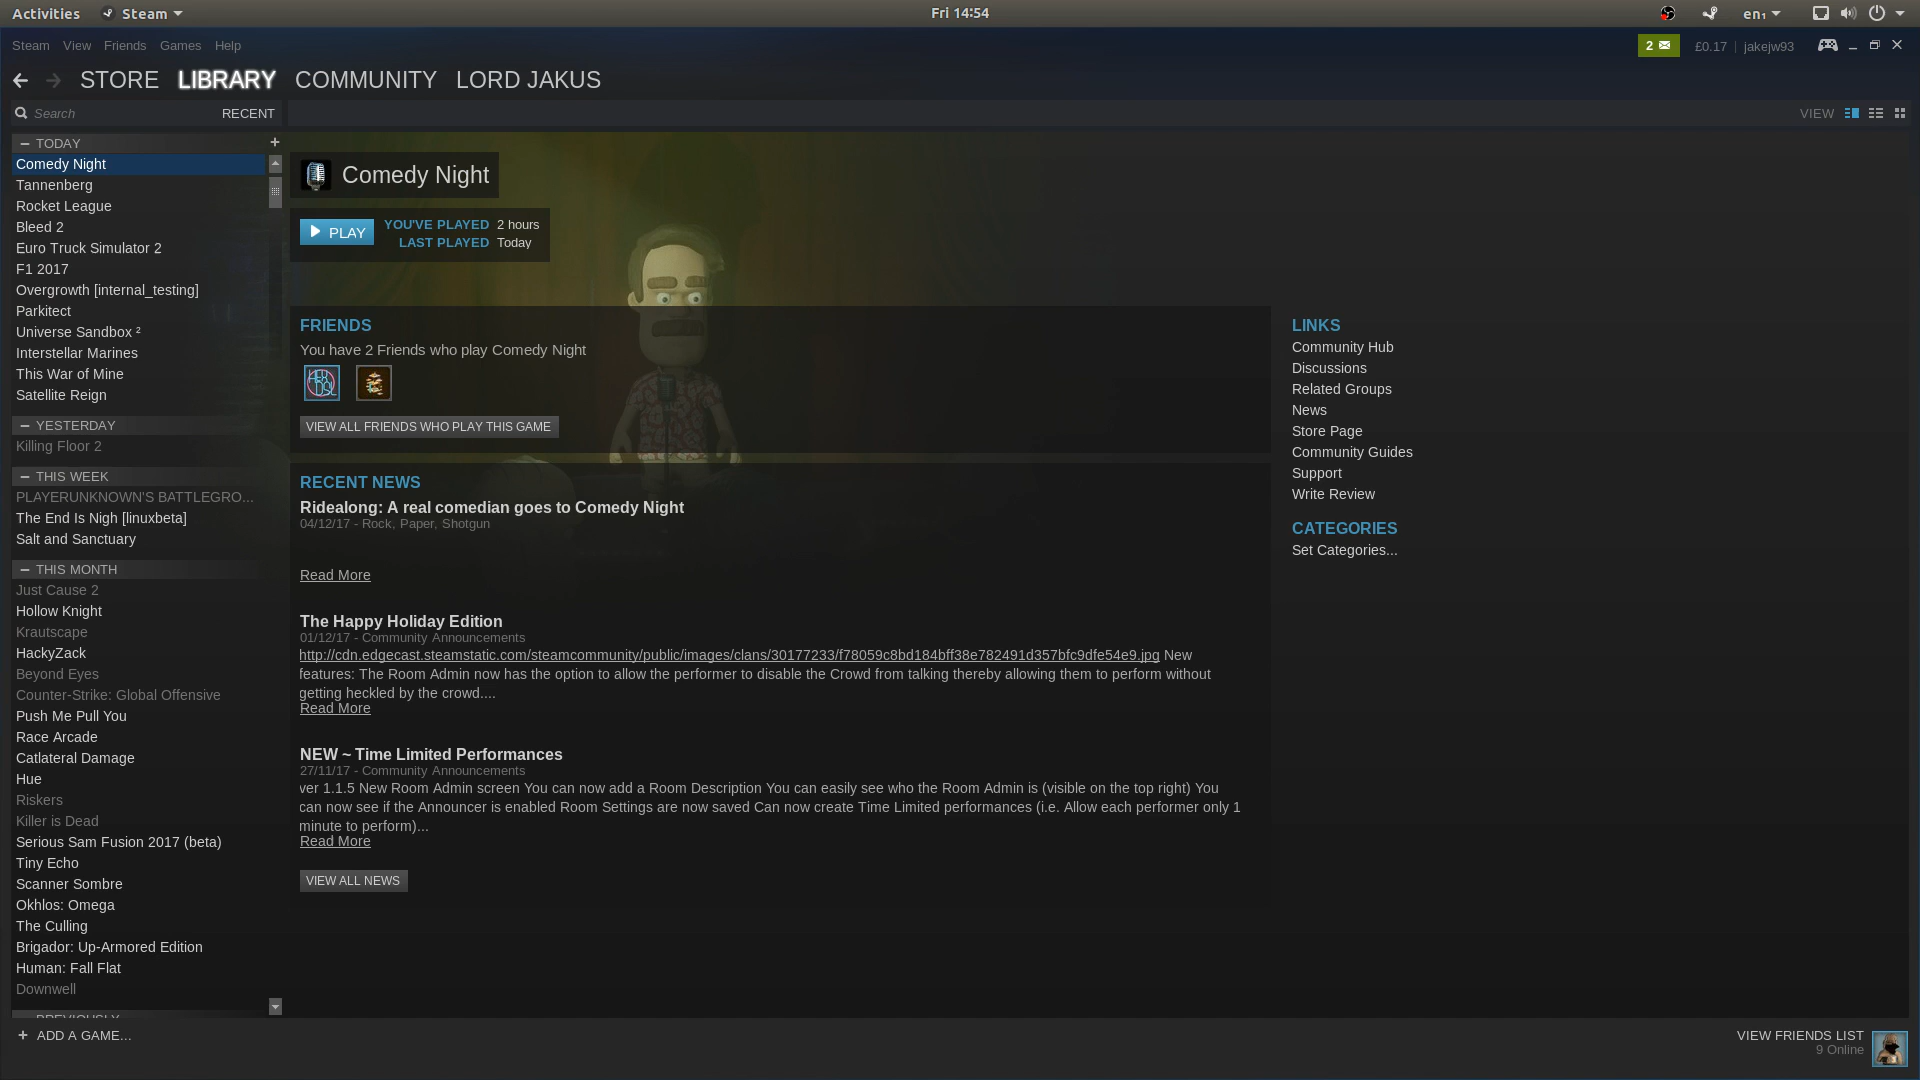 Activities Steam Fri 14:54 en₁
Steam View Friends Games Help 2 £0.17 jakejw93
STORE LIBRARY COMMUNITY LORD JAKUS
Search RECENT VIEW
TODAY
Comedy Night
Tannenberg
Rocket League
Bleed 2
Euro Truck Simulator 2
F1 2017
Overgrowth [internal_testing]
Parkitect
Universe Sandbox ²
Interstellar Marines
This War of Mine
Satellite Reign
YESTERDAY
Killing Floor 2
THIS WEEK
PLAYERUNKNOWN'S BATTLEGRO...
The End Is Nigh [linuxbeta]
Salt and Sanctuary
THIS MONTH
Just Cause 2
Hollow Knight
Krautscape
HackyZack
Beyond Eyes
Counter-Strike: Global Offensive
Push Me Pull You
Race Arcade
Catlateral Damage
Hue
Riskers
Killer is Dead
Serious Sam Fusion 2017 (beta)
Tiny Echo
Scanner Sombre
Okhlos: Omega
The Culling
Brigador: Up-Armored Edition
Human: Fall Flat
Downwell
PREVIOUSLY
ADD A GAME...
Comedy Night
PLAY
YOU'VE PLAYED 2 hours
LAST PLAYED Today
FRIENDS
You have 2 Friends who play Comedy Night
VIEW ALL FRIENDS WHO PLAY THIS GAME
RECENT NEWS
Ridealong: A real comedian goes to Comedy Night
04/12/17 - Rock, Paper, Shotgun
Read More
The Happy Holiday Edition
01/12/17 - Community Announcements
http://cdn.edgecast.steamstatic.com/steamcommunity/public/images/clans/30177233/f78059c8bd184bff38e782491d357bfc9dfe54e9.jpg New
features: The Room Admin now has the option to allow the performer to disable the Crowd from talking thereby allowing them to perform without
getting heckled by the crowd....
Read More
NEW ~ Time Limited Performances
27/11/17 - Community Announcements
ver 1.1.5 New Room Admin screen You can now add a Room Description You can easily see who the Room Admin is (visible on the top right) You
can now see if the Announcer is enabled Room Settings are now saved Can now create Time Limited performances (i.e. Allow each performer only 1
minute to perform)...
Read More
VIEW ALL NEWS
LINKS
Community Hub
Discussions
Related Groups
News
Store Page
Community Guides
Support
Write Review
CATEGORIES
Set Categories...
VIEW FRIENDS LIST
9 Online